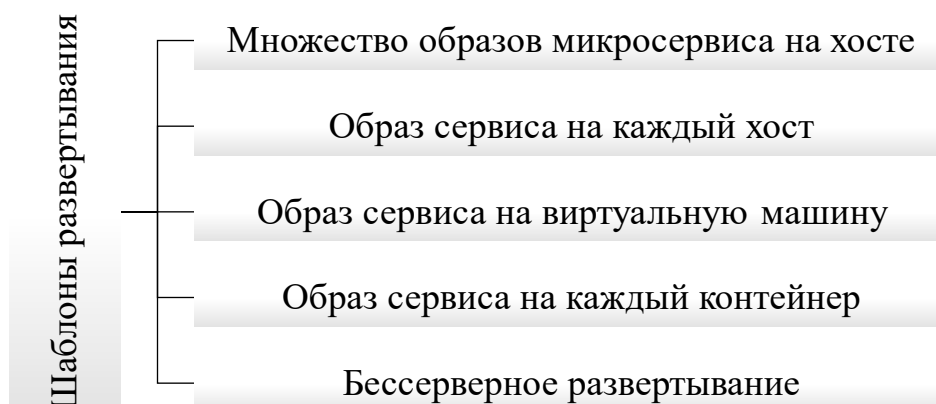 Шаблоны развертывания
Множество образов микросервиса на хосте
Образ сервиса на каждый хост
Образ сервиса на виртуальную машину
Образ сервиса на каждый контейнер
Бессерверное развертывание